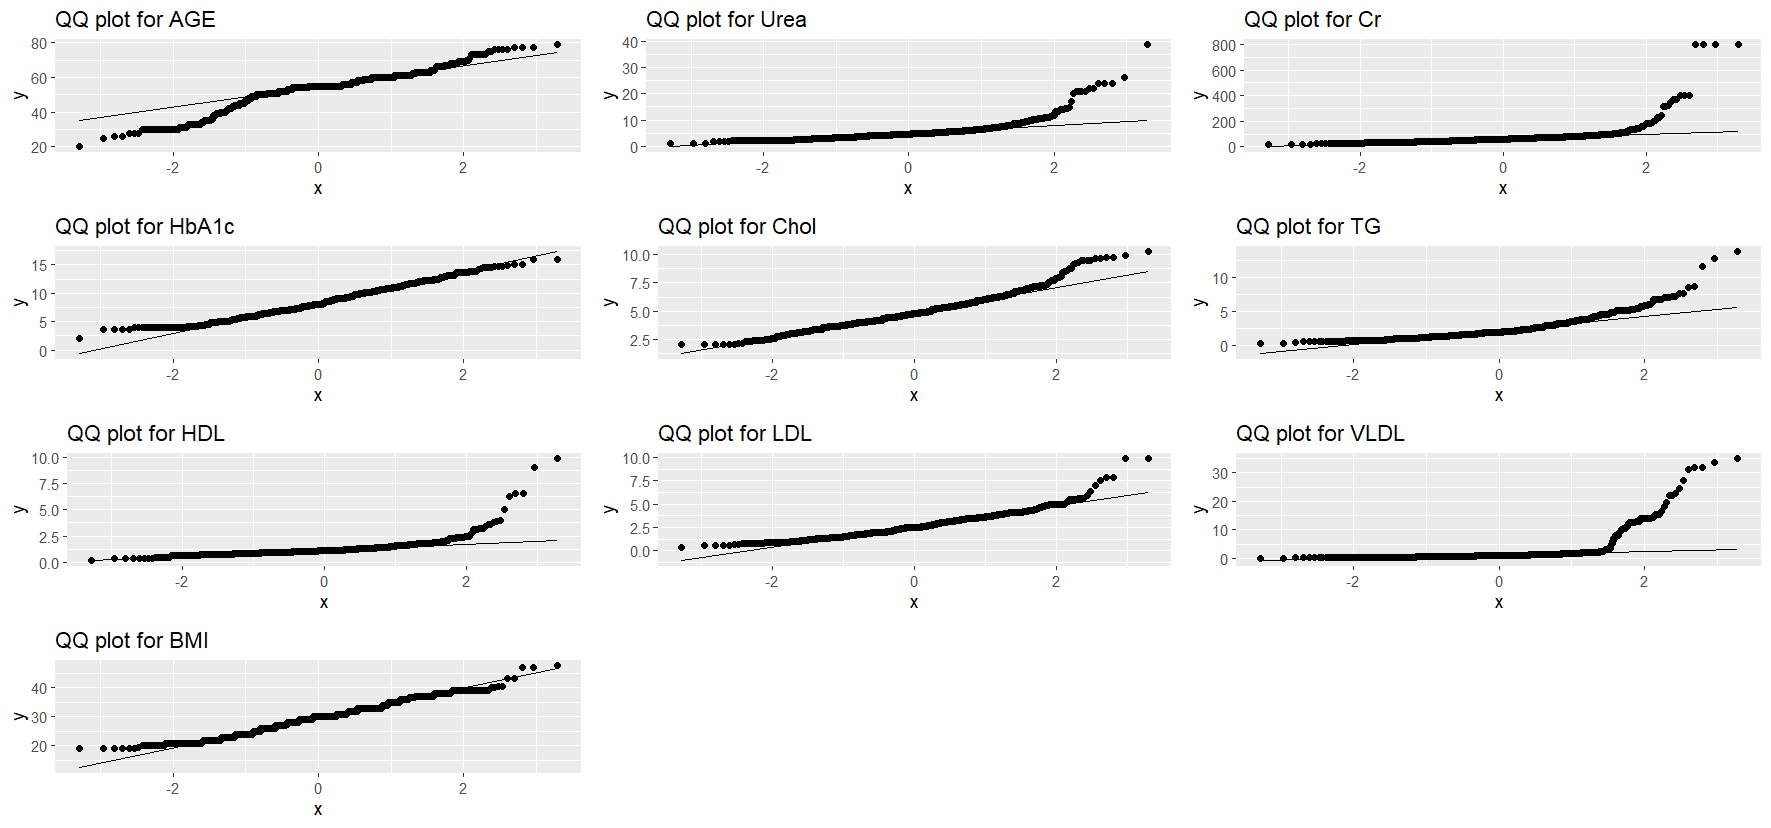 QQ plot for AGE
80
60
40
20
y
-2 0 2
x
QQ plot for Urea
40
30
20
10
0
y
-2 0 2
x
QQ plot for Cr
800
600
400
200
0
y
-2 0 2
x
QQ plot for HbA1c
15
10
5
0
y
-2 0 2
x
QQ plot for Chol
10.0
7.5
5.0
2.5
y
-2 0 2
x
QQ plot for TG
10
5
0
y
-2 0 2
x
QQ plot for HDL
10.0
7.5
5.0
2.5
0.0
y
-2 0 2
x
QQ plot for LDL
10.0
7.5
5.0
2.5
0.0
y
-2 0 2
x
QQ plot for VLDL
30
20
10
0
y
-2 0 2
x
QQ plot for BMI
40
30
20
y
-2 0 2
x